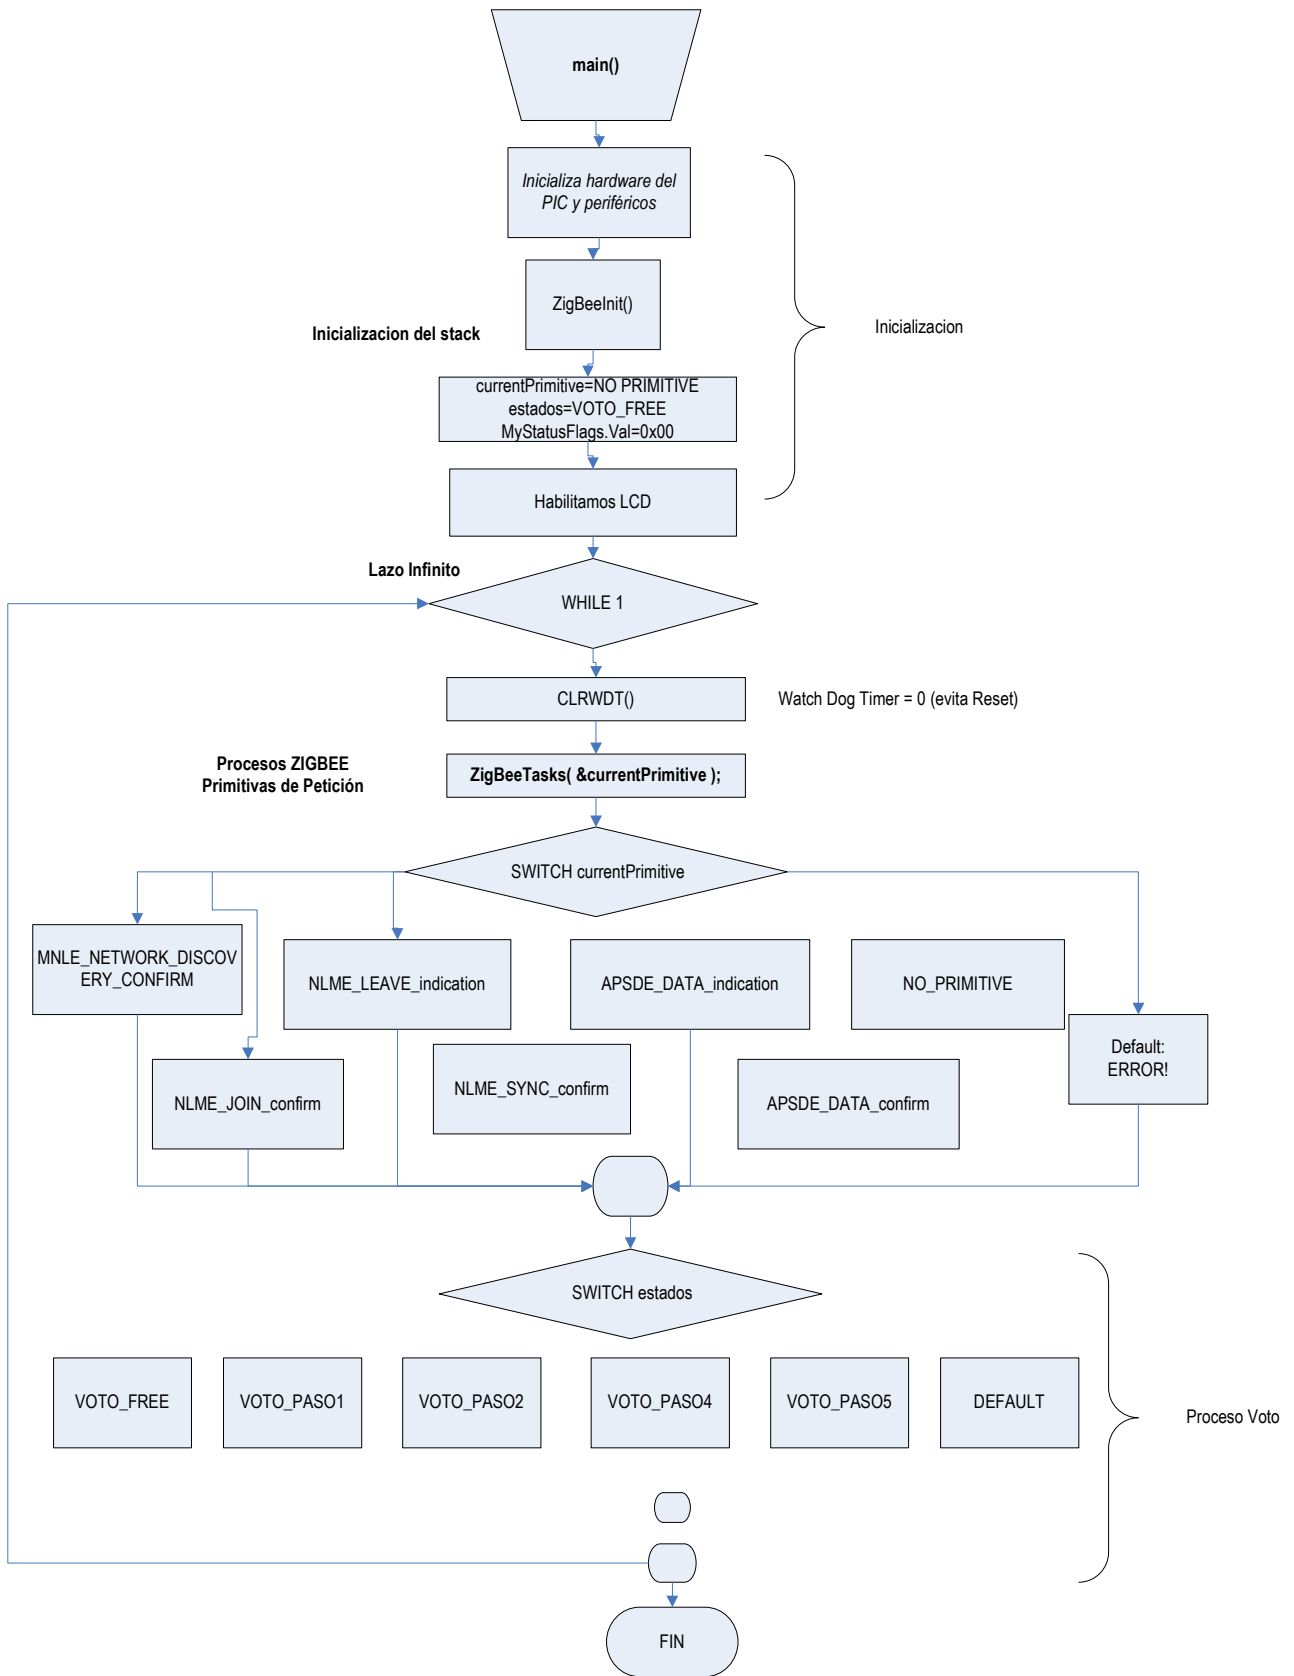 main()
Inicializa hardware del
PIC y periféricos
ZigBeeInit()
Inicializacion del stack
Inicializacion
currentPrimitive=NO PRIMITIVE
estados=VOTO_FREE
MyStatusFlags.Val=0x00
Habilitamos LCD
Lazo Infinito
WHILE 1
CLRWDT()
Watch Dog Timer = 0 (evita Reset)
Procesos ZIGBEE
Primitivas de Petición
ZigBeeTasks( &currentPrimitive );
SWITCH currentPrimitive
MNLE_NETWORK_DISCOV
ERY_CONFIRM
NLME_LEAVE_indication
APSDE_DATA_indication
NO_PRIMITIVE
Default:
ERROR!
NLME_JOIN_confirm
NLME_SYNC_confirm
APSDE_DATA_confirm
SWITCH estados
VOTO_FREE
VOTO_PASO1
VOTO_PASO2
VOTO_PASO4
VOTO_PASO5
DEFAULT
Proceso Voto
FIN